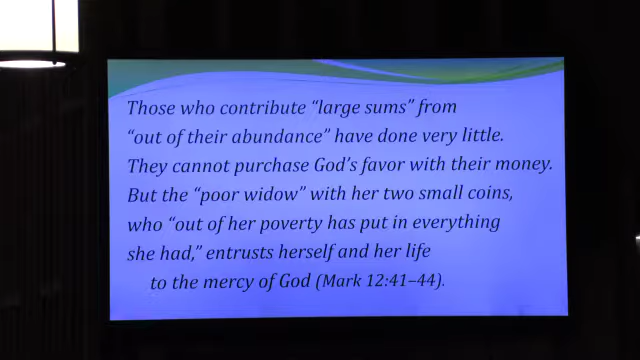 Those who contribute “large sums” from
“out of their abundance” have done very little.
They cannot purchase God’s favor with their money.
But the “poor widow” with her two small coins,
who “out of her poverty has put in everything
she had,” entrusts herself and her life
to the mercy of God (Mark 12:41–44).